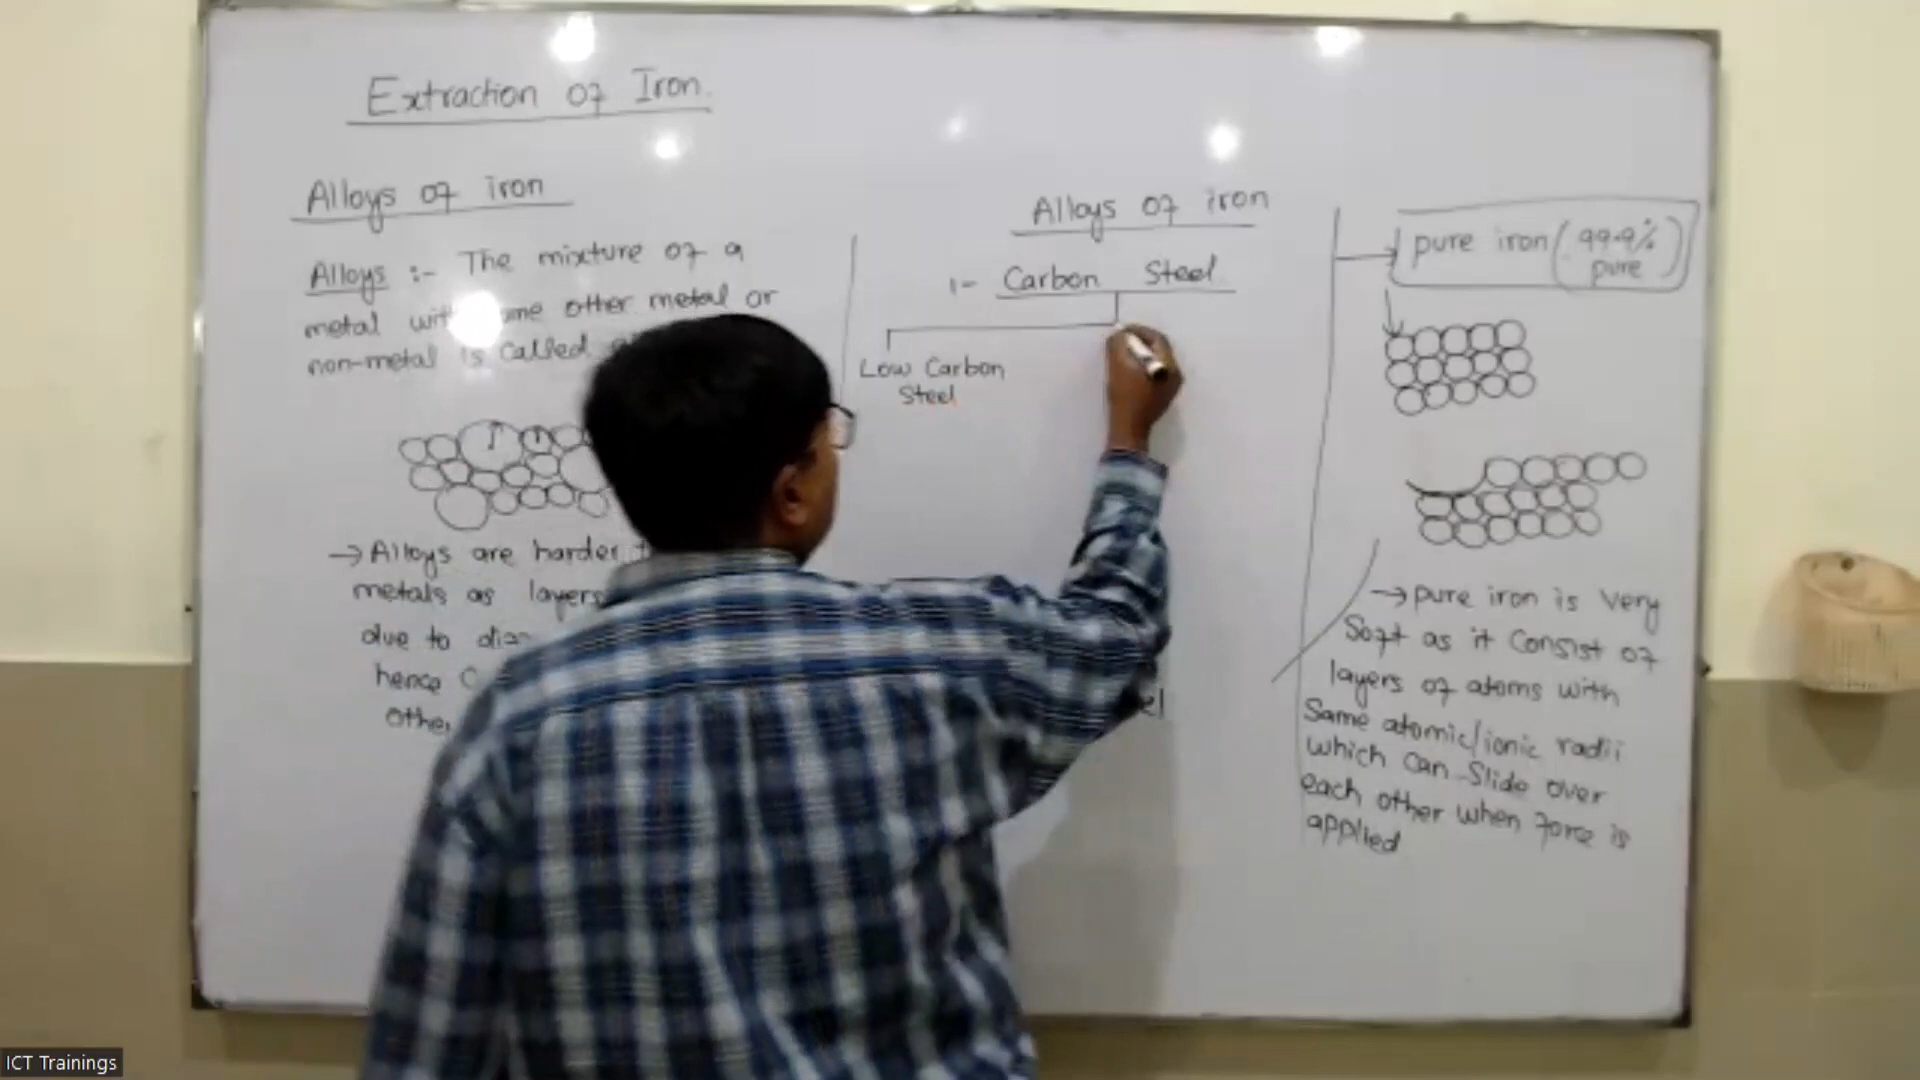 Extraction of Iron.
Alloys of iron
Alloys :- The mixture of a
metal with some other metal or
non-metal is called
→ Alloys are harder
metals as layers
due to
hence
Alloys of iron
1- Carbon Steel
Low Carbon
Steel
pure iron (99.9%
pure)
→ pure iron is very
Soft as it Consist of
layers of atoms with
Same atomic/ionic radii
which can slide over
each other when force is
applied
ICT Trainings